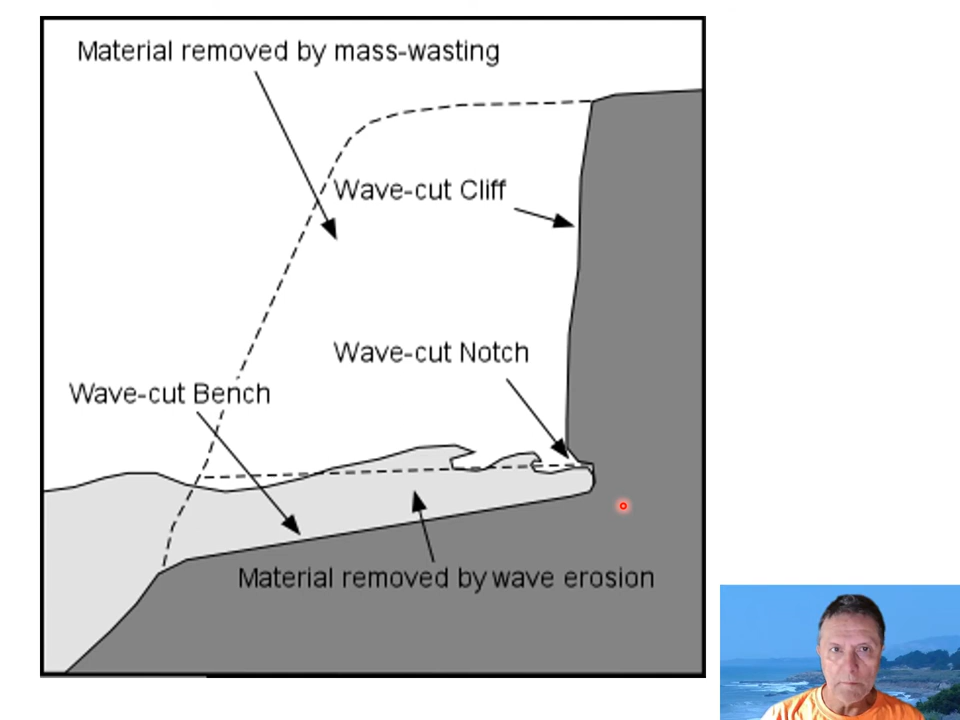 Material removed by mass-wasting
Wave-cut Cliff
Wave-cut Notch
Wave-cut Bench
Material removed by wave erosion